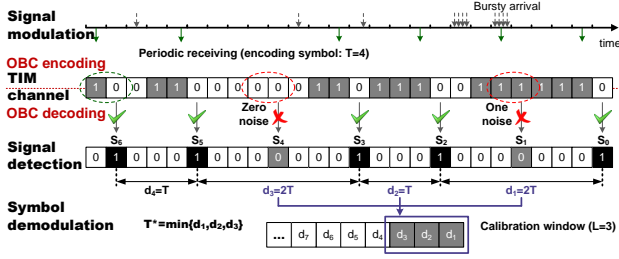 Signal modulation
Bursty arrival
time
Periodic receiving (encoding symbol: T=4)
OBC encoding
TIM channel
1 0 0 1 1 0 0 0 0 0 0 1 1 0 1 1 0 0 1 1 1 1 1 1 1 0
OBC decoding
Zero noise
One noise
S6 S5 S4 S3 S2 S1 S0
Signal detection
0 1 0 0 0 1 0 0 0 0 0 0 0 1 0 0 0 1 0 0 0 0 0 0 0 1
d4=T d3=2T d2=T d1=2T
Symbol demodulation
T*=min{d1,d2,d3}
... d7 d6 d5 d4 d3 d2 d1
Calibration window (L=3)